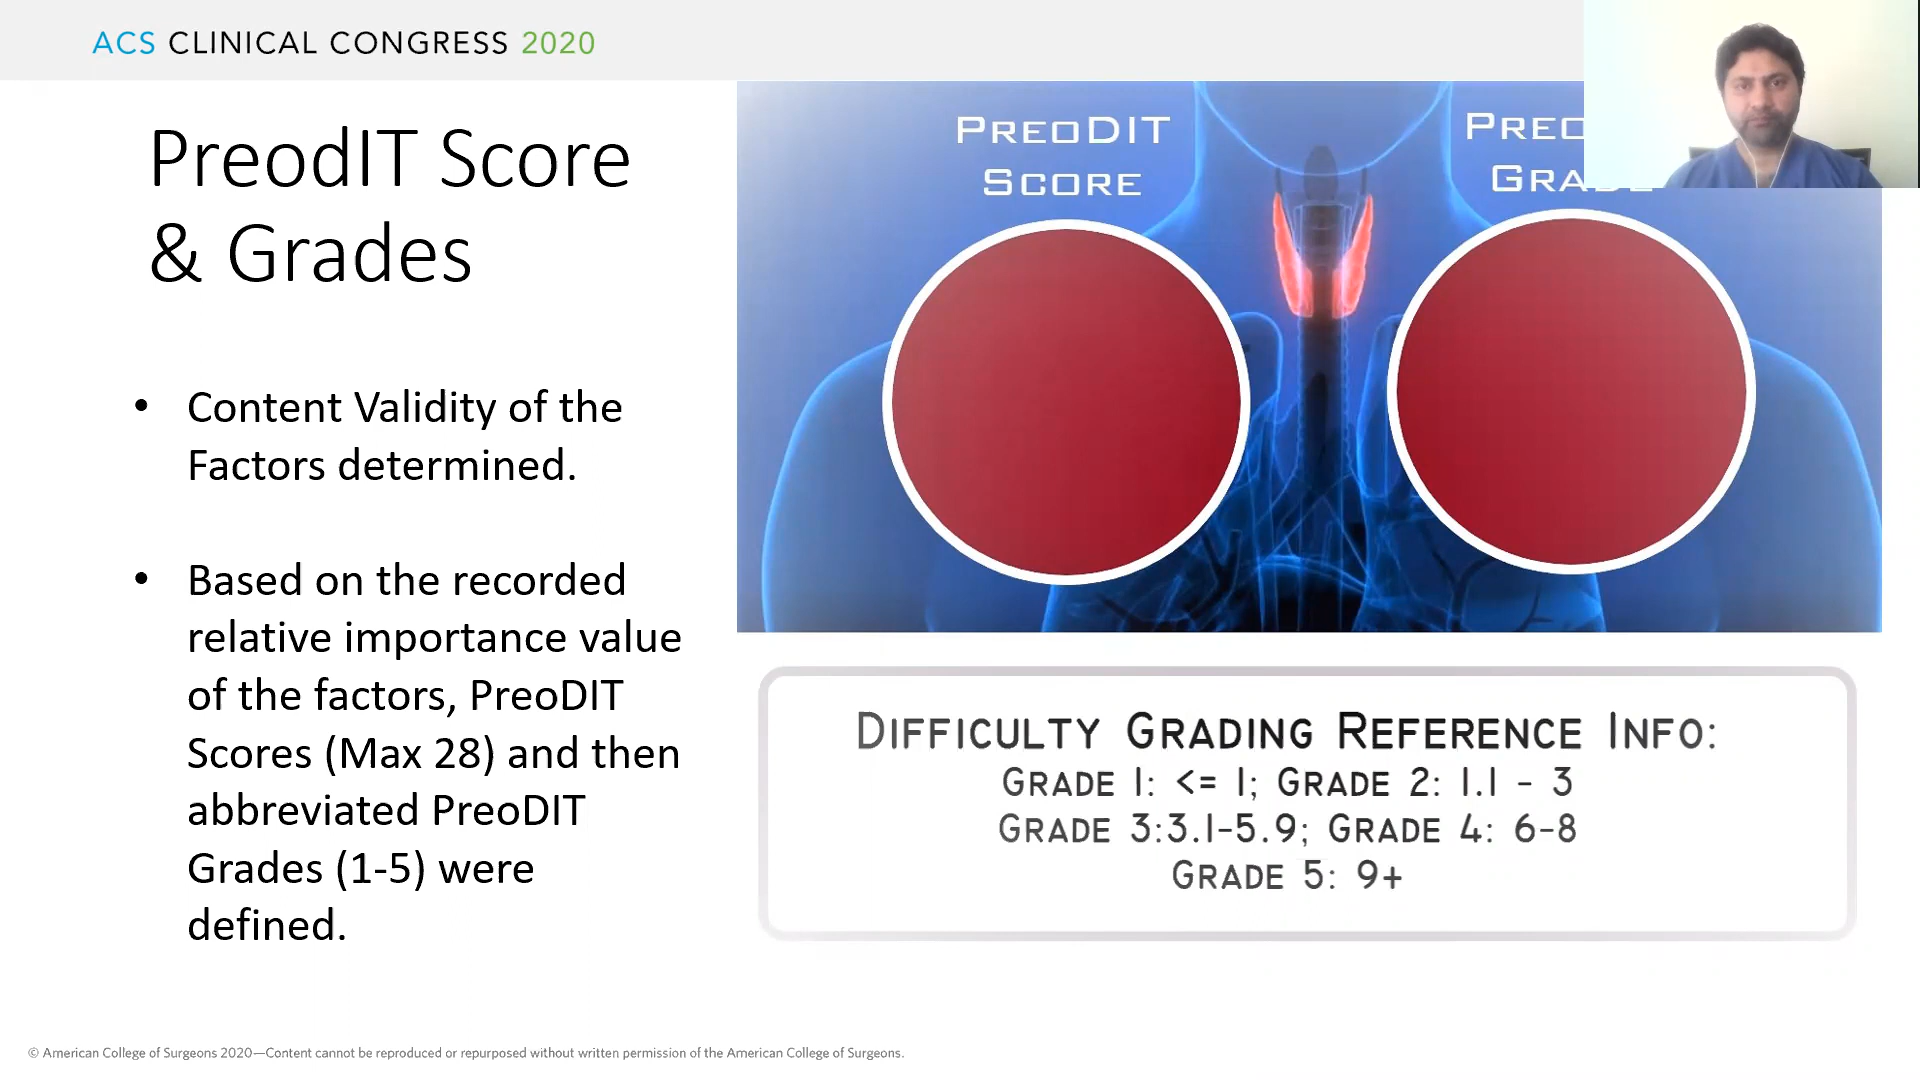 ACS CLINICAL CONGRESS 2020
PreodIT Score
& Grades
• Content Validity of the
Factors determined.
• Based on the recorded
relative importance value
of the factors, PreoDIT
Scores (Max 28) and then
abbreviated PreoDIT
Grades (1-5) were
defined.
PREODIT
SCORE
PREO
GRADE
DIFFICULTY GRADING REFERENCE INFO:
GRADE 1: <= 1; GRADE 2: 1.1 - 3
GRADE 3:3.1-5.9; GRADE 4: 6-8
GRADE 5: 9+
© American College of Surgeons 2020—Content cannot be reproduced or repurposed without written permission of the American College of Surgeons.